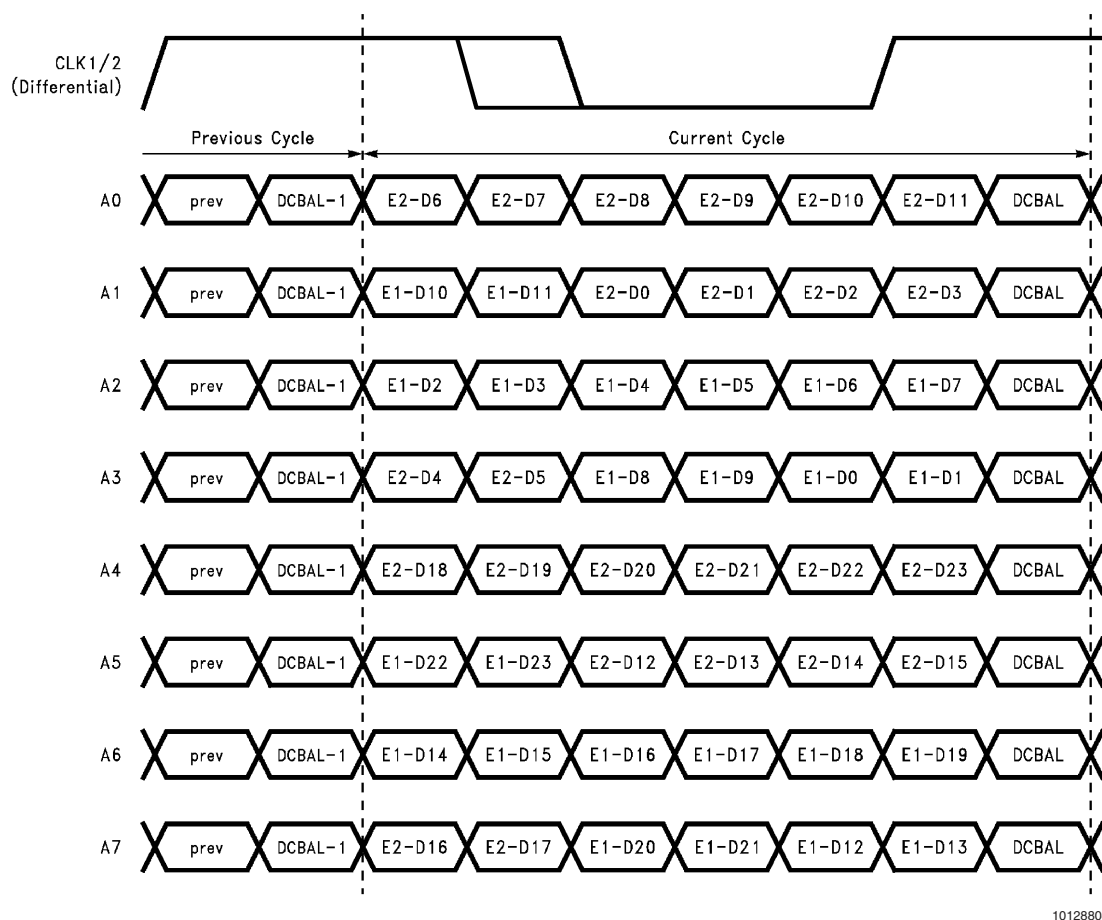 CLK1/2
(Differential)
Previous Cycle Current Cycle
A0 prev DCBAL-1 E2-D6 E2-D7 E2-D8 E2-D9 E2-D10 E2-D11 DCBAL
A1 prev DCBAL-1 E1-D10 E1-D11 E2-D0 E2-D1 E2-D2 E2-D3 DCBAL
A2 prev DCBAL-1 E1-D2 E1-D3 E1-D4 E1-D5 E1-D6 E1-D7 DCBAL
A3 prev DCBAL-1 E2-D4 E2-D5 E1-D8 E1-D9 E1-D0 E1-D1 DCBAL
A4 prev DCBAL-1 E2-D18 E2-D19 E2-D20 E2-D21 E2-D22 E2-D23 DCBAL
A5 prev DCBAL-1 E1-D22 E1-D23 E2-D12 E2-D13 E2-D14 E2-D15 DCBAL
A6 prev DCBAL-1 E1-D14 E1-D15 E1-D16 E1-D17 E1-D18 E1-D19 DCBAL
A7 prev DCBAL-1 E2-D16 E2-D17 E1-D20 E1-D21 E1-D12 E1-D13 DCBAL
1012880